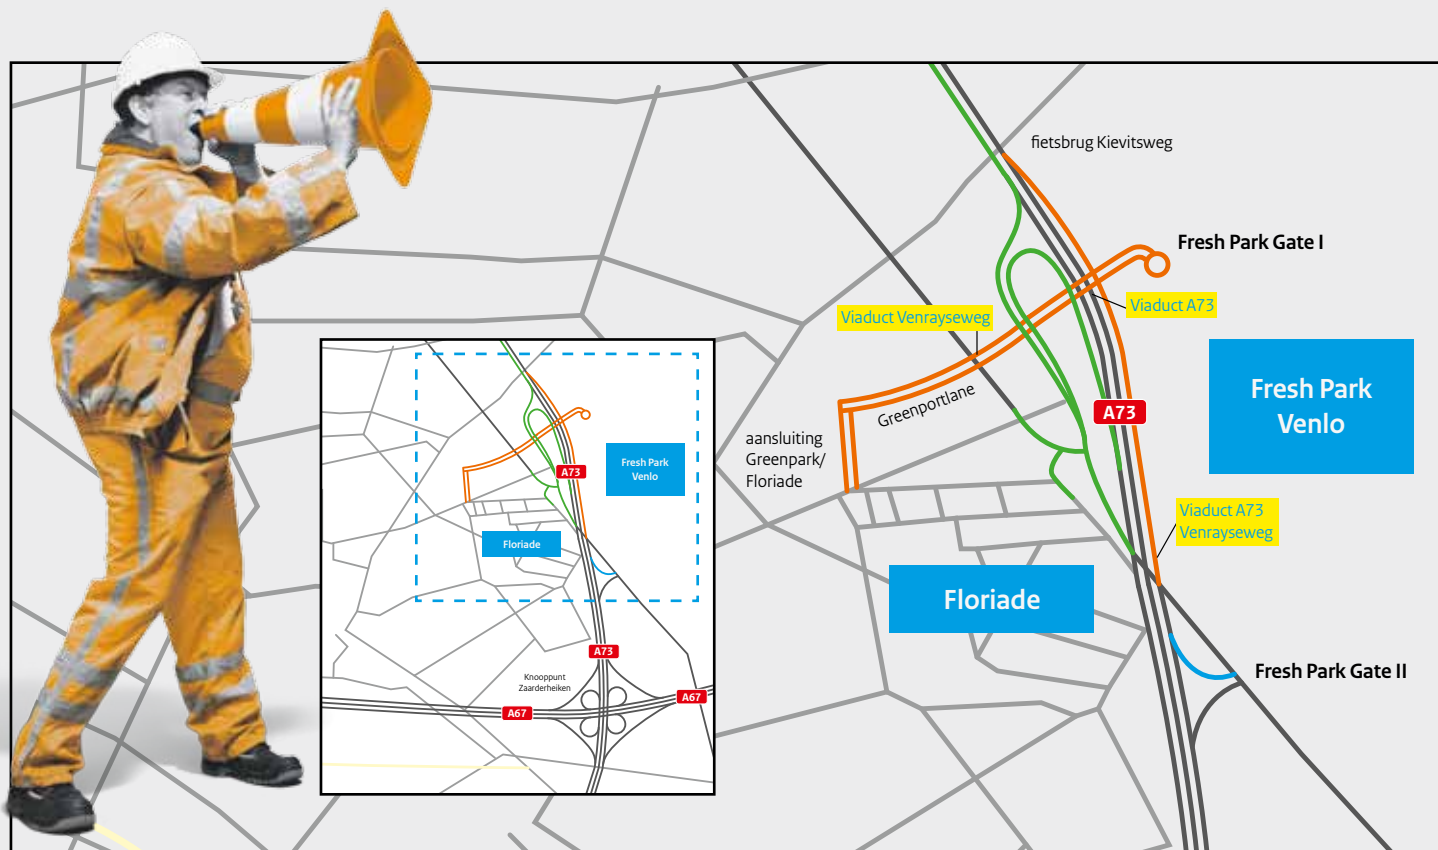 fietsbrug Kievitsweg
Fresh Park Gate I
Viaduct A73
Viaduct Venrayseweg
Greenportlane
A73
Fresh Park
Venlo
aansluiting
Greenpark/
Floriade
Viaduct A73
Venrayseweg
Floriade
Fresh Park Gate II
A73
Fresh Park
Venlo
Floriade
A73
Knooppunt
Zaarderheiken
A67
A67